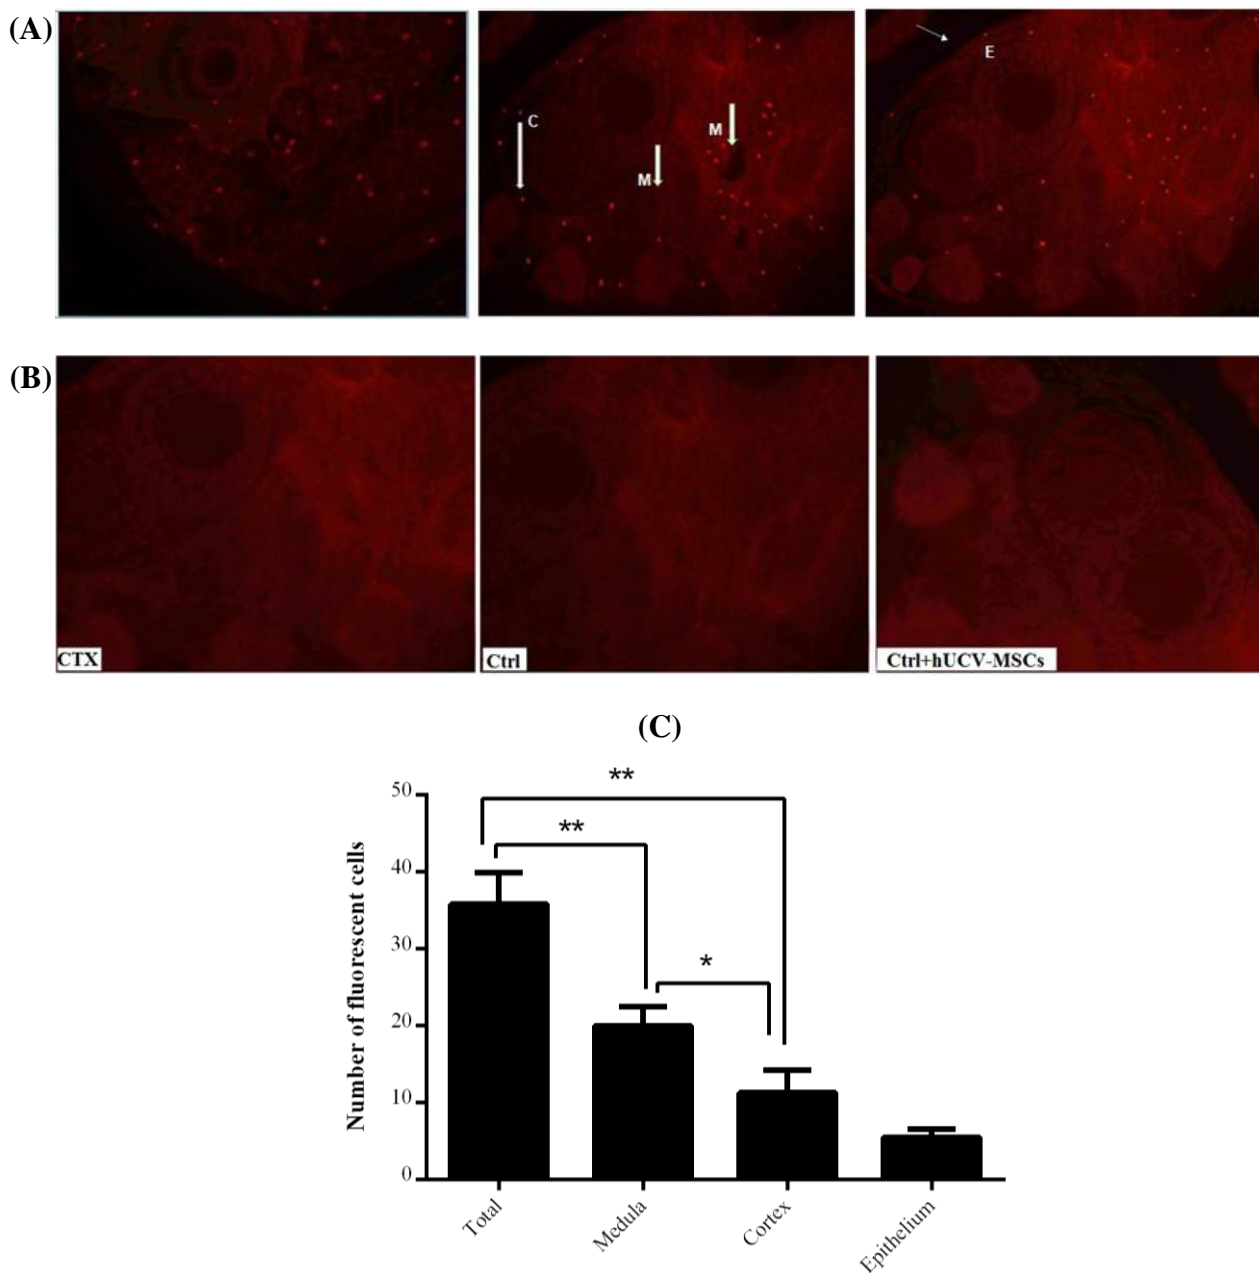 (A)
C
M
M
E
(B)
CTX
Ctrl
Ctrl+hUCV-MSCs
(C)
**
**
*
50
40
30
20
10
0
Number of fluorescent cells
Total
Medula
Cortex
Epithelium